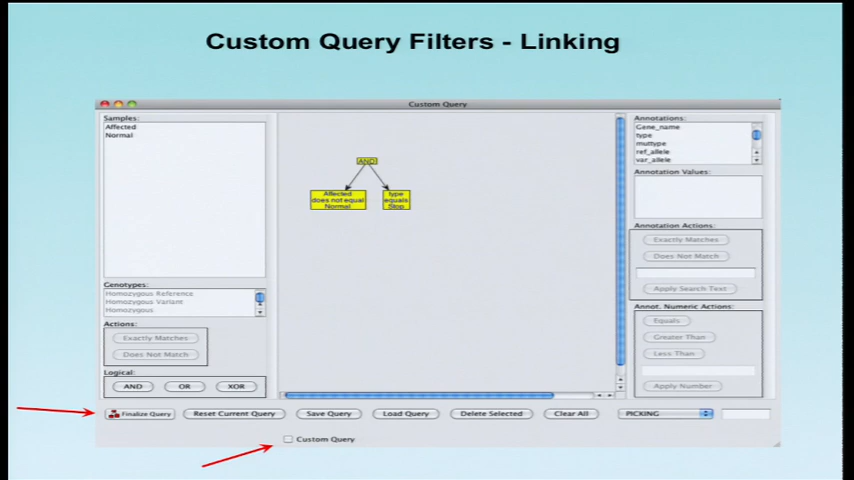 Custom Query Filters - Linking
Custom Query
Samples:
Affected
Normal
Genotypes:
Homozygous Reference
Homozygous Variant
Homozygous
Actions:
Exactly Matches
Does Not Match
Logical:
AND
OR
XOR
AND
Affected
does not equal
Normal
type
equals
Stop
Annotations:
Gene_name
type
muttype
ref_allele
var_allele
Annotation Values:
Annotation Actions:
Exactly Matches
Does Not Match
Apply Search Text
Annot. Numeric Actions:
Equals
Greater Than
Less Than
Apply Number
Finalize Query
Reset Current Query
Save Query
Load Query
Delete Selected
Clear All
PICKING
Custom Query